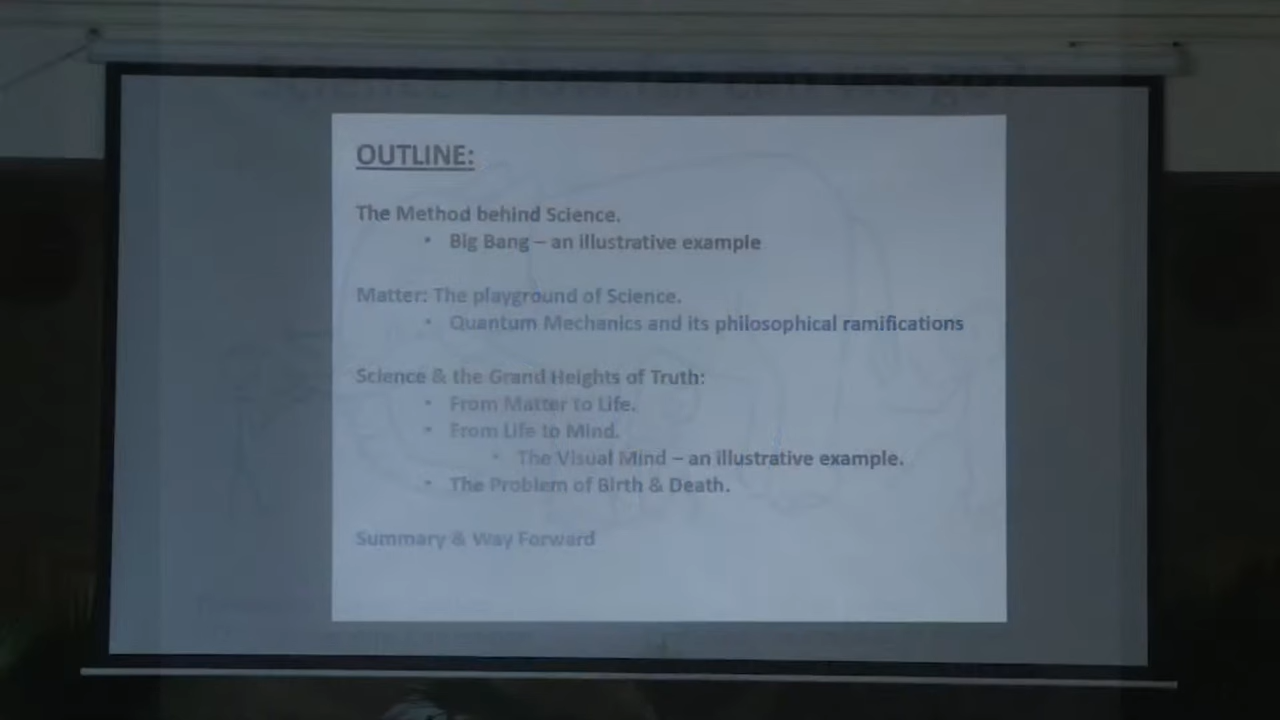 OUTLINE:
The Method behind Science.
• Big Bang – an illustrative example
Matter: The playground of Science.
• Quantum Mechanics and its philosophical ramifications
Science & the Grand Heights of Truth:
• From Matter to Life.
• From Life to Mind.
• The Visual Mind – an illustrative example.
• The Problem of Birth & Death.
Summary & Way Forward